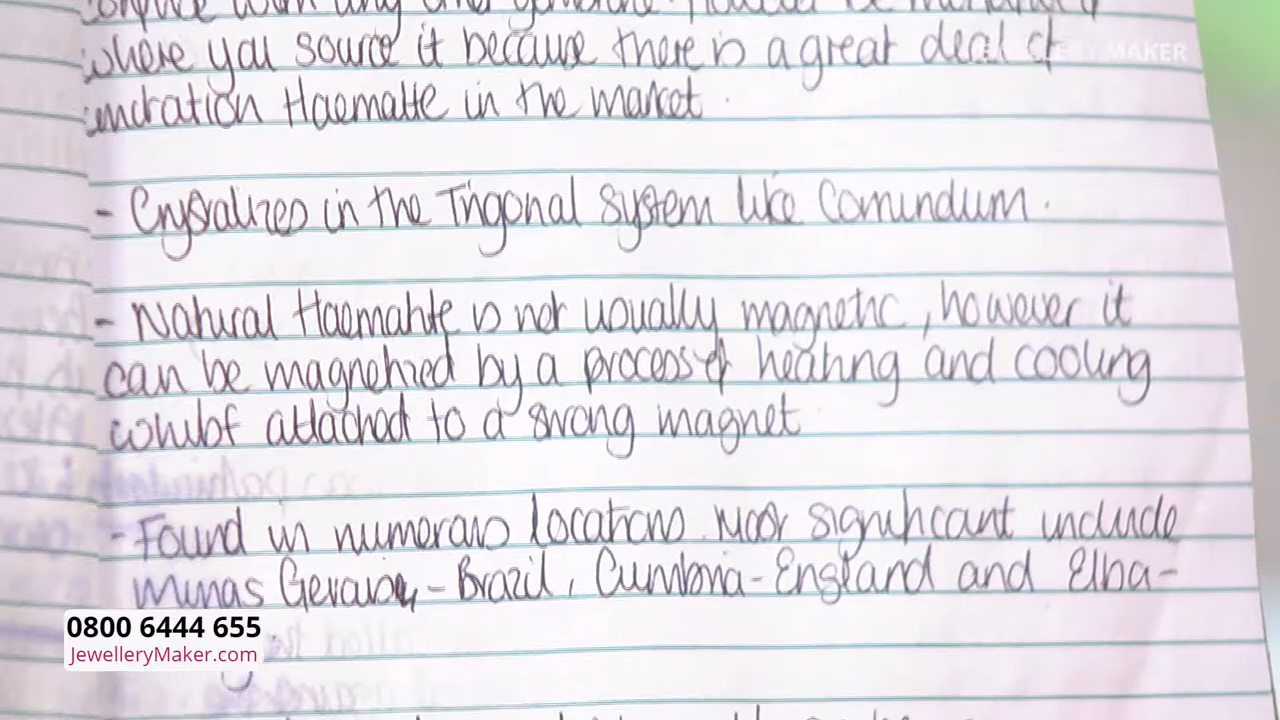 where you source it because there is a great deal of
imitation Haematite in the market.
- Crystalizes in the Trigonal system like Corrundum.
- Natural Haematite is not usually magnetic, however it
can be magnetized by a process of heating and cooling
whilst attached to a strong magnet
- Found in numerous locations. Most significant include
Minas Gerais - Brazil, Cumbria - England and Elba -
JEWELLERY MAKER
0800 6444 655
JewelleryMaker.com